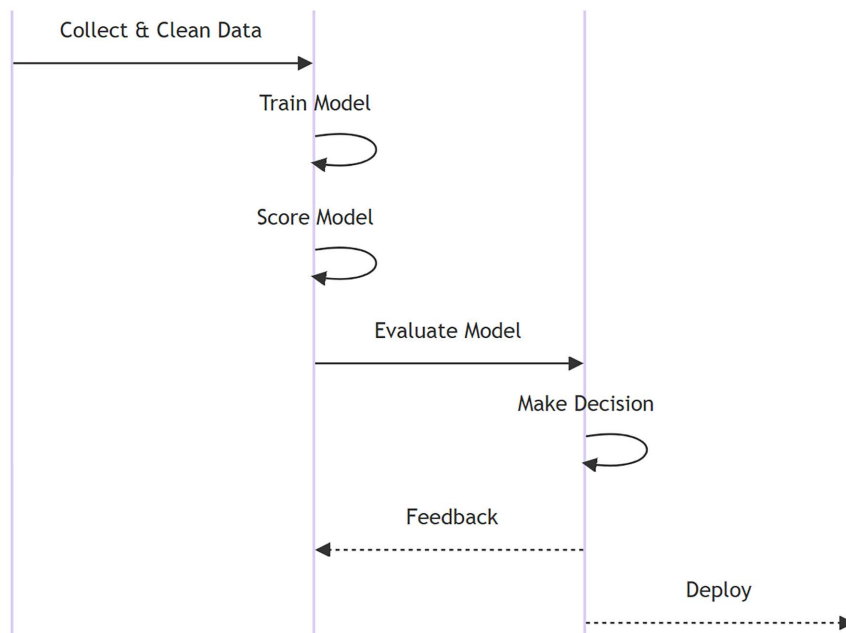 Collect & Clean Data
Train Model
Score Model
Evaluate Model
Make Decision
Feedback
Deploy